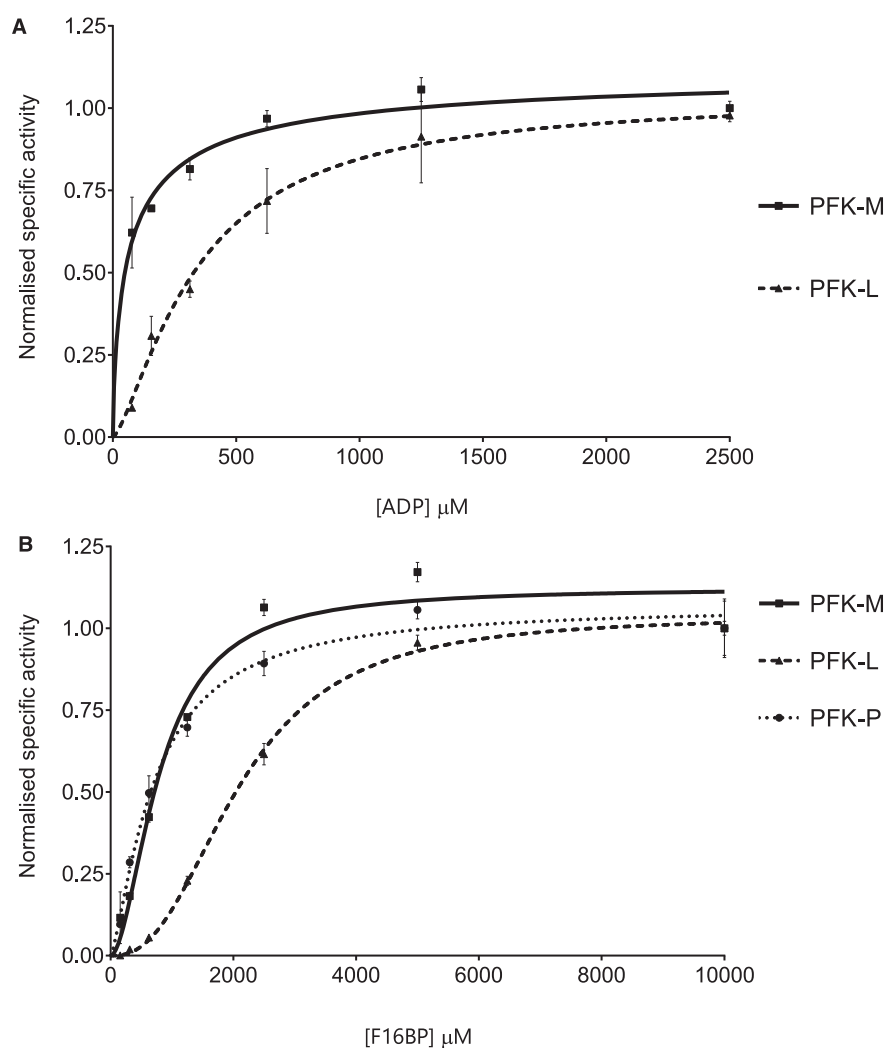 A
1.25
1.00
0.75
0.50
0.25
0.00
Normalised specific activity
0
500
1000
1500
2000
2500
[ADP] μM
PFK-M
PFK-L
B
1.25
1.00
0.75
0.50
0.25
0.00
Normalised specific activity
0
2000
4000
6000
8000
10000
[F16BP] μM
PFK-M
PFK-L
PFK-P